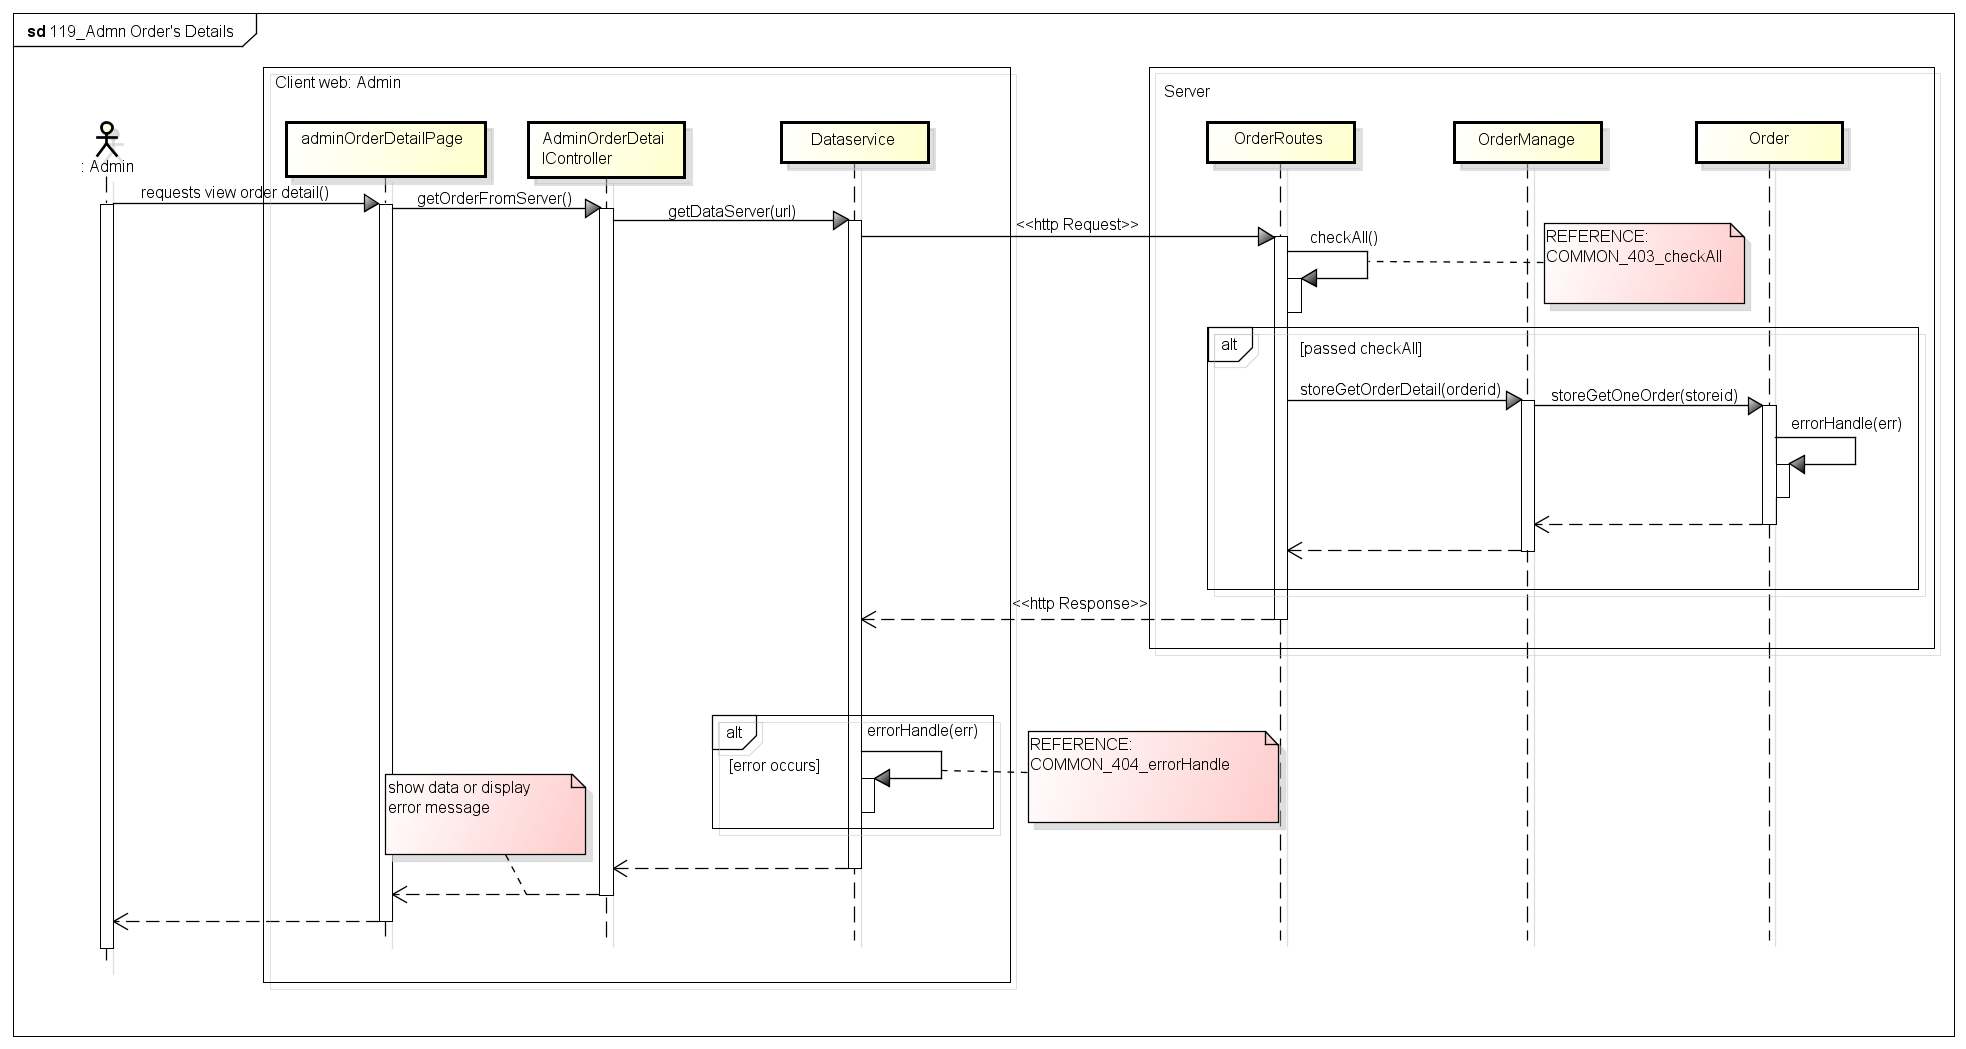 sd 119_Admn Order's Details
Client web: Admin
Server
: Admin
adminOrderDetailPage
AdminOrderDetai
lController
Dataservice
OrderRoutes
OrderManage
Order
requests view order detail()
getOrderFromServer()
getDataServer(url)
<<http Request>>
checkAll()
REFERENCE:
COMMON_403_checkAll
alt
[passed checkAll]
storeGetOrderDetail(orderid)
storeGetOneOrder(storeid)
errorHandle(err)
<<http Response>>
alt
errorHandle(err)
[error occurs]
REFERENCE:
COMMON_404_errorHandle
show data or display
error message